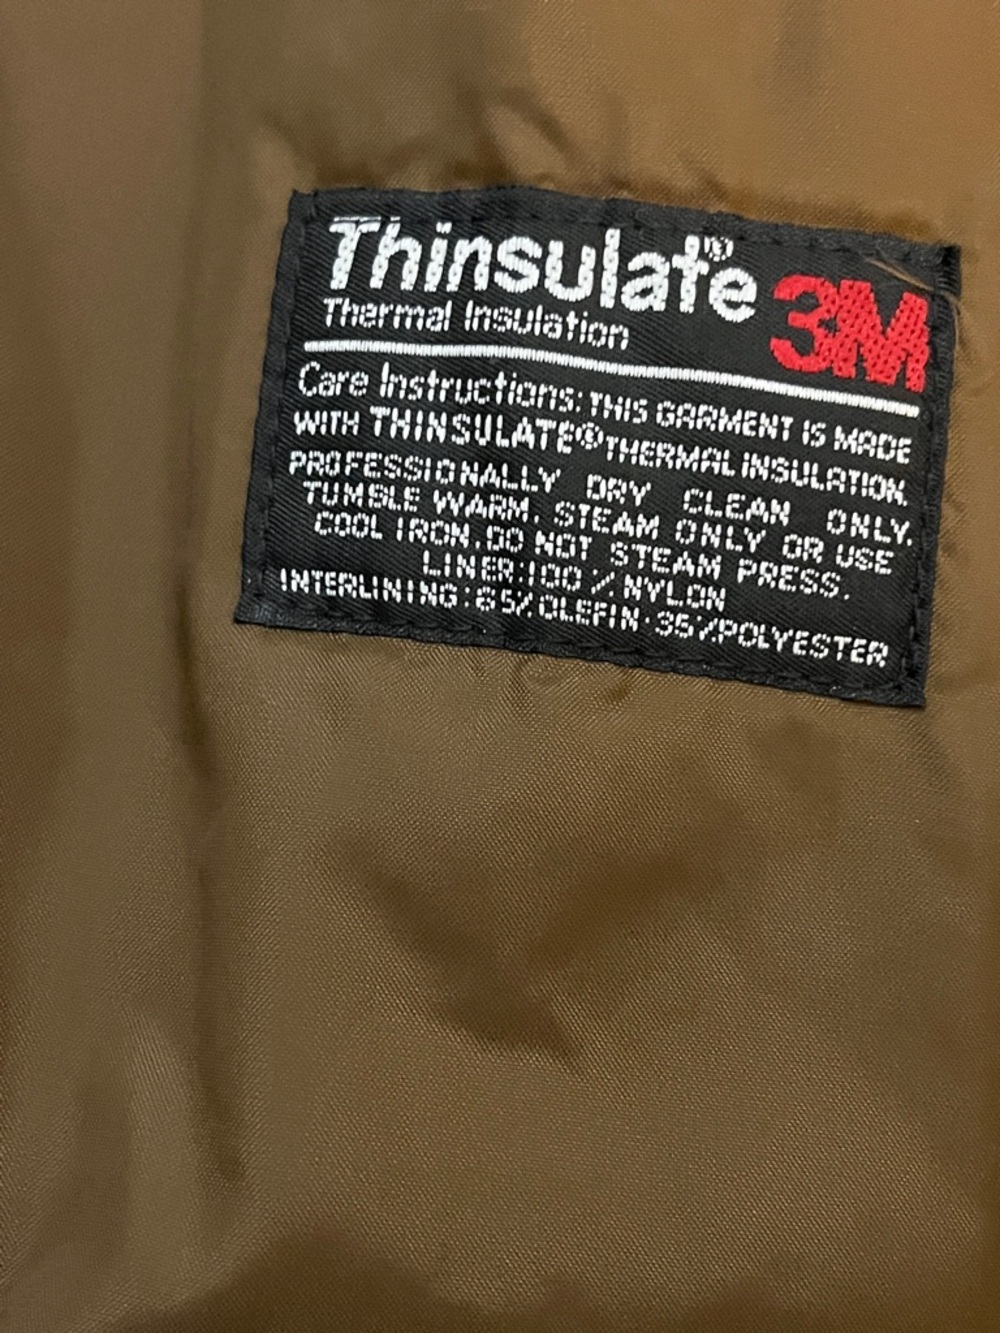 Thinsulate® 3M
Thermal Insulation
Care Instructions: THIS GARMENT IS MADE
WITH THINSULATE® THERMAL INSULATION.
PROFESSIONALLY DRY CLEAN ONLY.
TUMBLE WARM. STEAM ONLY OR USE
COOL IRON. DO NOT STEAM PRESS.
LINER: 100% NYLON
INTERLINING: 65% OLEFIN · 35% POLYESTER